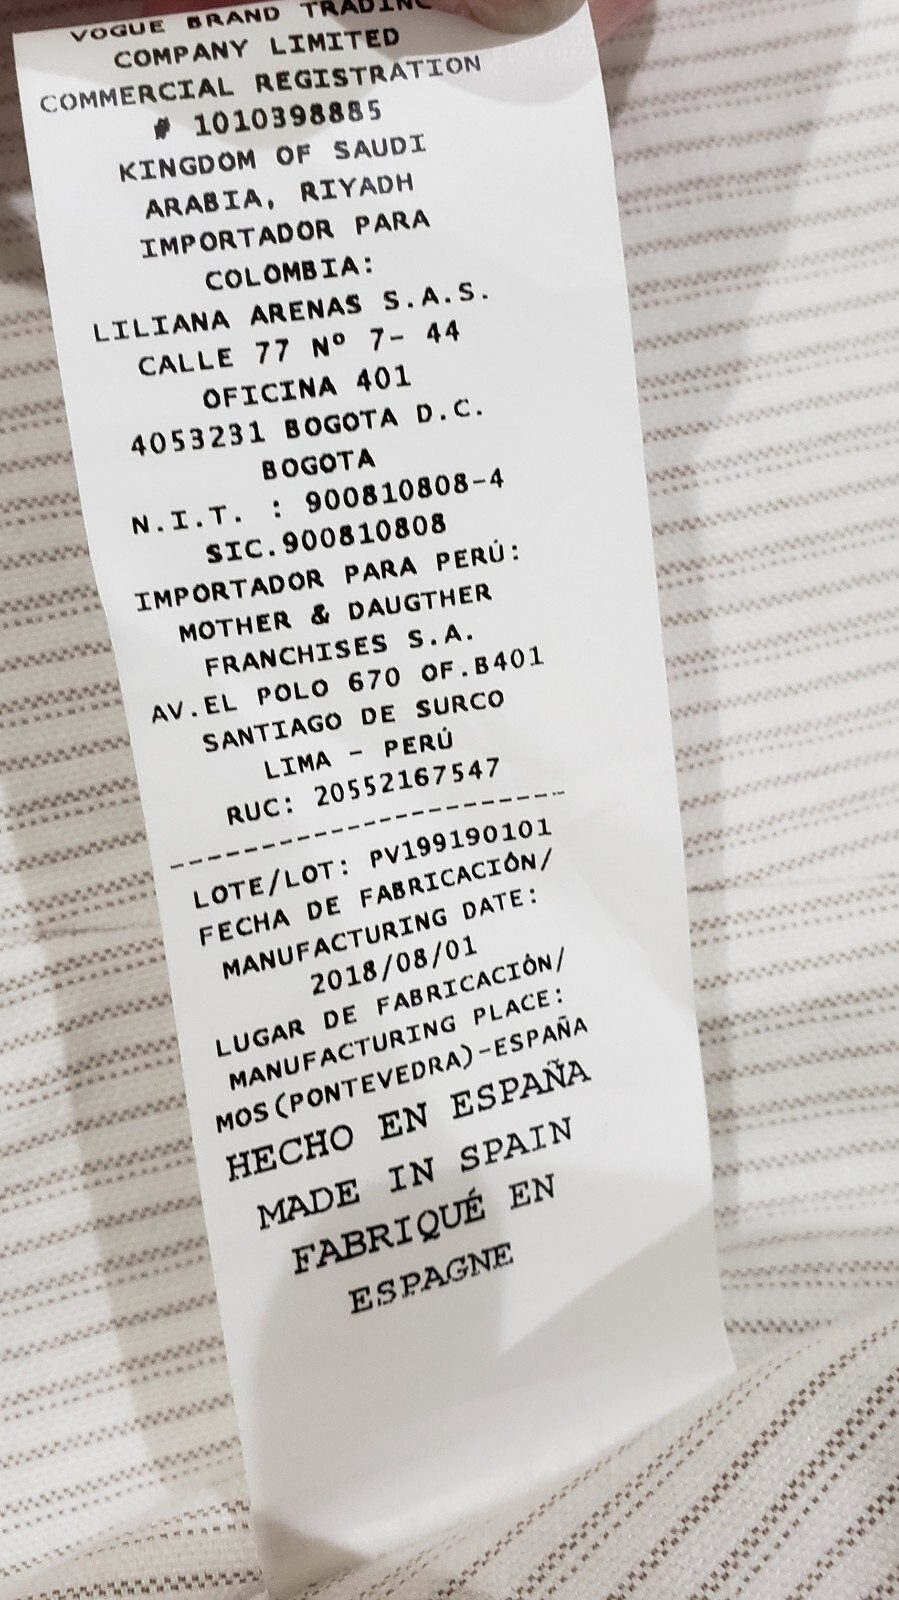 VOGUE BRAND TRADING
COMPANY LIMITED
COMMERCIAL REGISTRATION
# 1010398885
KINGDOM OF SAUDI
ARABIA, RIYADH
IMPORTADOR PARA
COLOMBIA:
LILIANA ARENAS S.A.S.
CALLE 77 Nº 7- 44
OFICINA 401
4053231 BOGOTA D.C.
BOGOTA
N.I.T. : 900810808-4
SIC.900810808
IMPORTADOR PARA PERÚ:
MOTHER & DAUGTHER
FRANCHISES S.A.
AV.EL POLO 670 OF.B401
SANTIAGO DE SURCO
LIMA - PERÚ
RUC: 20552167547
----------------------
LOTE/LOT: PV199190101
FECHA DE FABRICACIÓN/
MANUFACTURING DATE:
2018/08/01
LUGAR DE FABRICACIÓN/
MANUFACTURING PLACE:
MOS(PONTEVEDRA)-ESPAÑA
HECHO EN ESPAÑA
MADE IN SPAIN
FABRIQUÉ EN
ESPAGNE